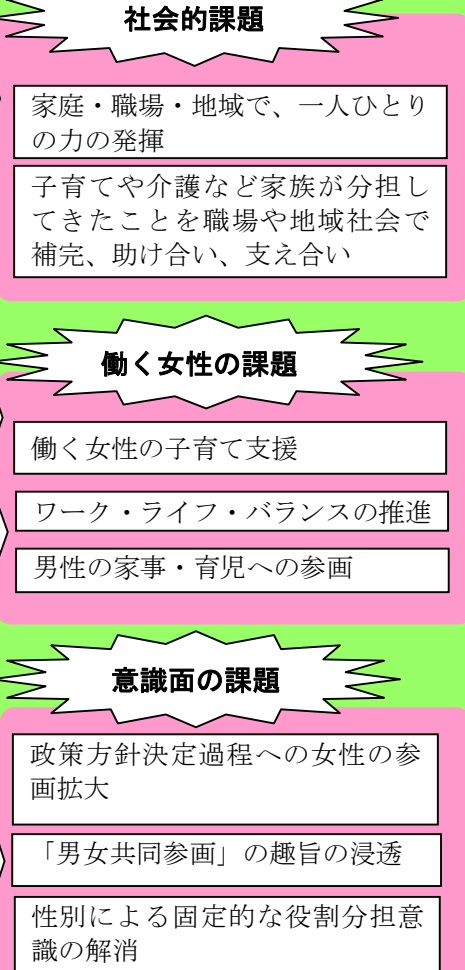 社会的課題
家庭・職場・地域で、一人ひとり
の力の発揮
子育てや介護など家族が分担し
てきたことを職場や地域社会で
補完、助け合い、支え合い
働く女性の課題
働く女性の子育て支援
ワーク・ライフ・バランスの推進
男性の家事・育児への参画
意識面の課題
政策方針決定過程への女性の参
画拡大
「男女共同参画」の趣旨の浸透
性別による固定的な役割分担意
識の解消